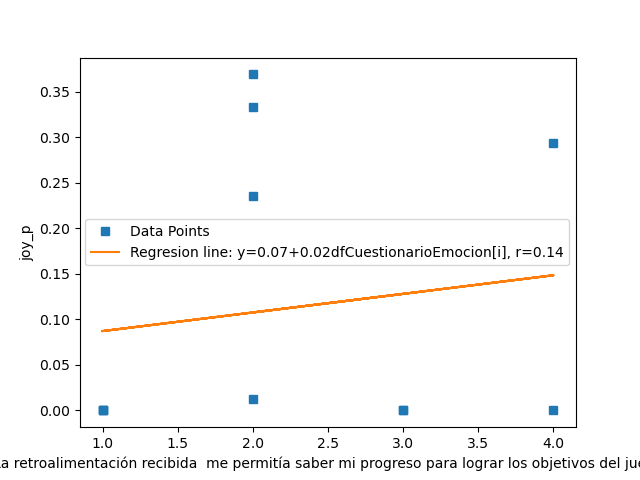 0.35
0.30
0.25
0.20
0.15
0.10
0.05
0.00
joy_p
Data Points
Regresion line: y=0.07+0.02dfCuestionarioEmocion[i], r=0.14
1.0 1.5 2.0 2.5 3.0 3.5 4.0
a retroalimentación recibida  me permitía saber mi progreso para lograr los objetivos del jue